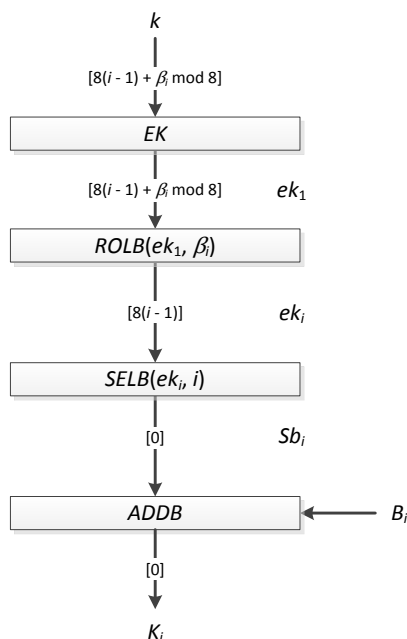 k
[8(i - 1) + βᵢ mod 8]
EK
[8(i - 1) + βᵢ mod 8] ek₁
ROLB(ek₁, βᵢ)
[8(i - 1)] ekᵢ
SELB(ekᵢ, i)
[0] Sbᵢ
ADDB Bᵢ
[0]
Kᵢ